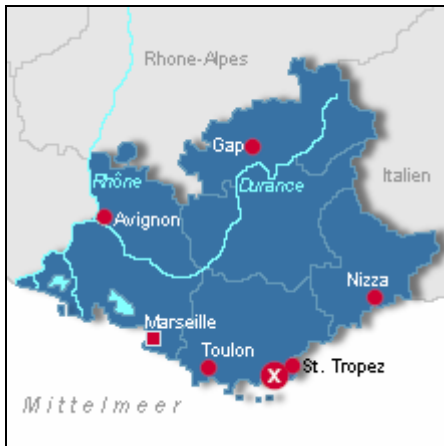 Rhone-Alpes
Gap
Rhône
Durance
Italien
Avignon
Nizza
Marseille
Toulon
St. Tropez
X
Mittelmeer